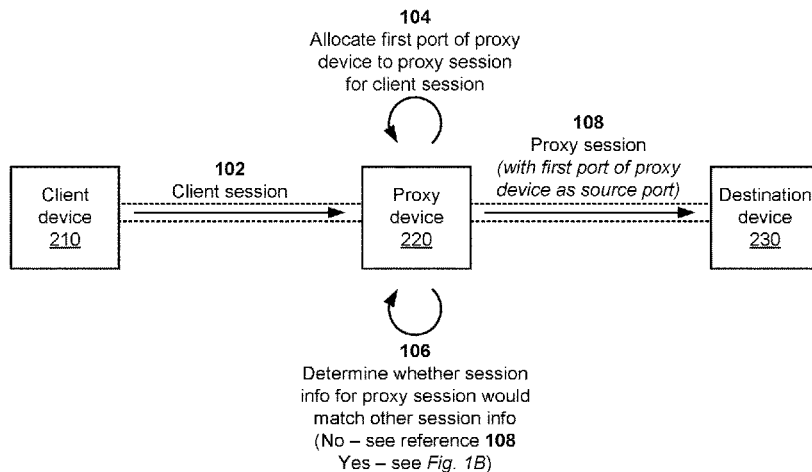 104
Allocate first port of proxy
device to proxy session
for client session
108
Proxy session
(with first port of proxy
device as source port)
102
Client session
Client
device
210
Proxy
device
220
Destination
device
230
106
Determine whether session
info for proxy session would
match other session info
(No – see reference 108
Yes – see Fig. 1B)